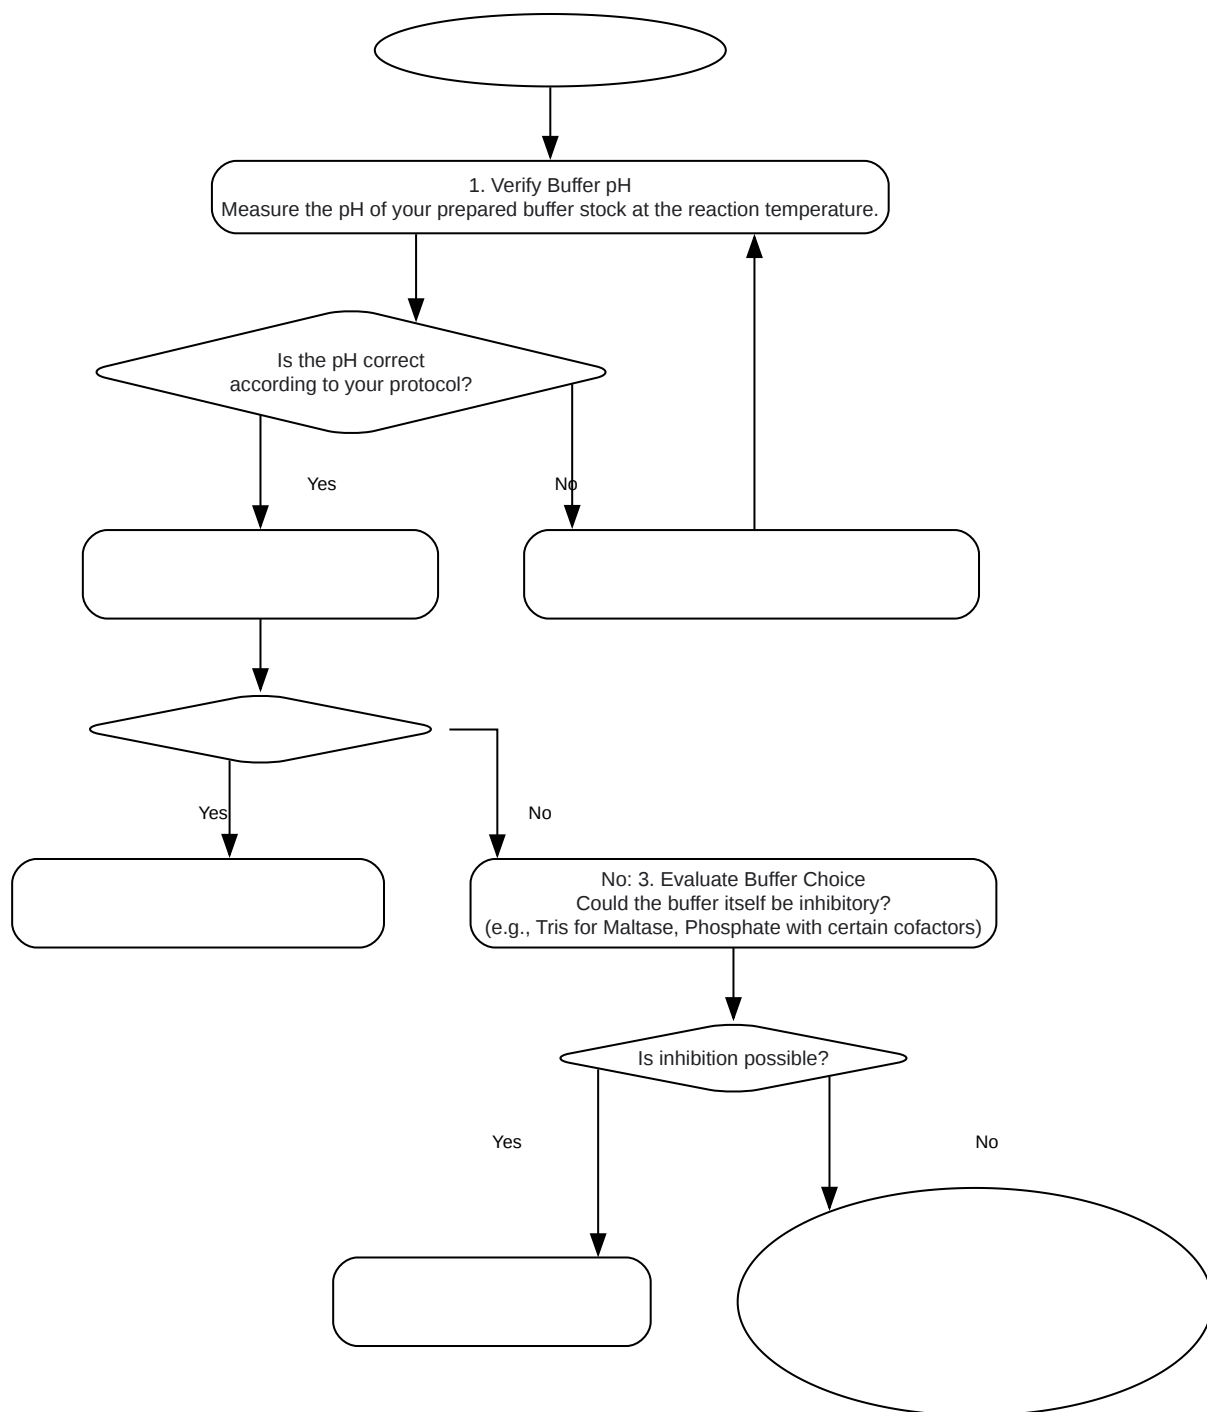 1. Verify Buffer pH
Measure the pH of your prepared buffer stock at the reaction temperature.
Is the pH correct
according to your protocol?
Yes
No
Yes
No
No: 3. Evaluate Buffer Choice
Could the buffer itself be inhibitory?
(e.g., Tris for Maltase, Phosphate with certain cofactors)
Is inhibition possible?
Yes
No